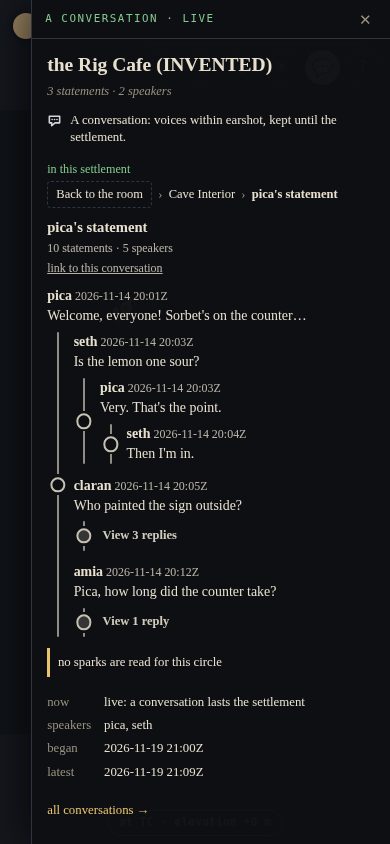 A CONVERSATION · LIVE
the Rig Cafe (INVENTED)
3 statements · 2 speakers
A conversation: voices within earshot, kept until the
settlement.
in this settlement
Back to the room › Cave Interior › pica's statement
pica's statement
10 statements · 5 speakers
link to this conversation
pica 2026-11-14 20:01Z
Welcome, everyone! Sorbet's on the counter…
seth 2026-11-14 20:03Z
Is the lemon one sour?
pica 2026-11-14 20:03Z
Very. That's the point.
seth 2026-11-14 20:04Z
Then I'm in.
claran 2026-11-14 20:05Z
Who painted the sign outside?
View 3 replies
amia 2026-11-14 20:12Z
Pica, how long did the counter take?
View 1 reply
no sparks are read for this circle
now live: a conversation lasts the settlement
speakers pica, seth
began 2026-11-19 21:00Z
latest 2026-11-19 21:09Z
all conversations →